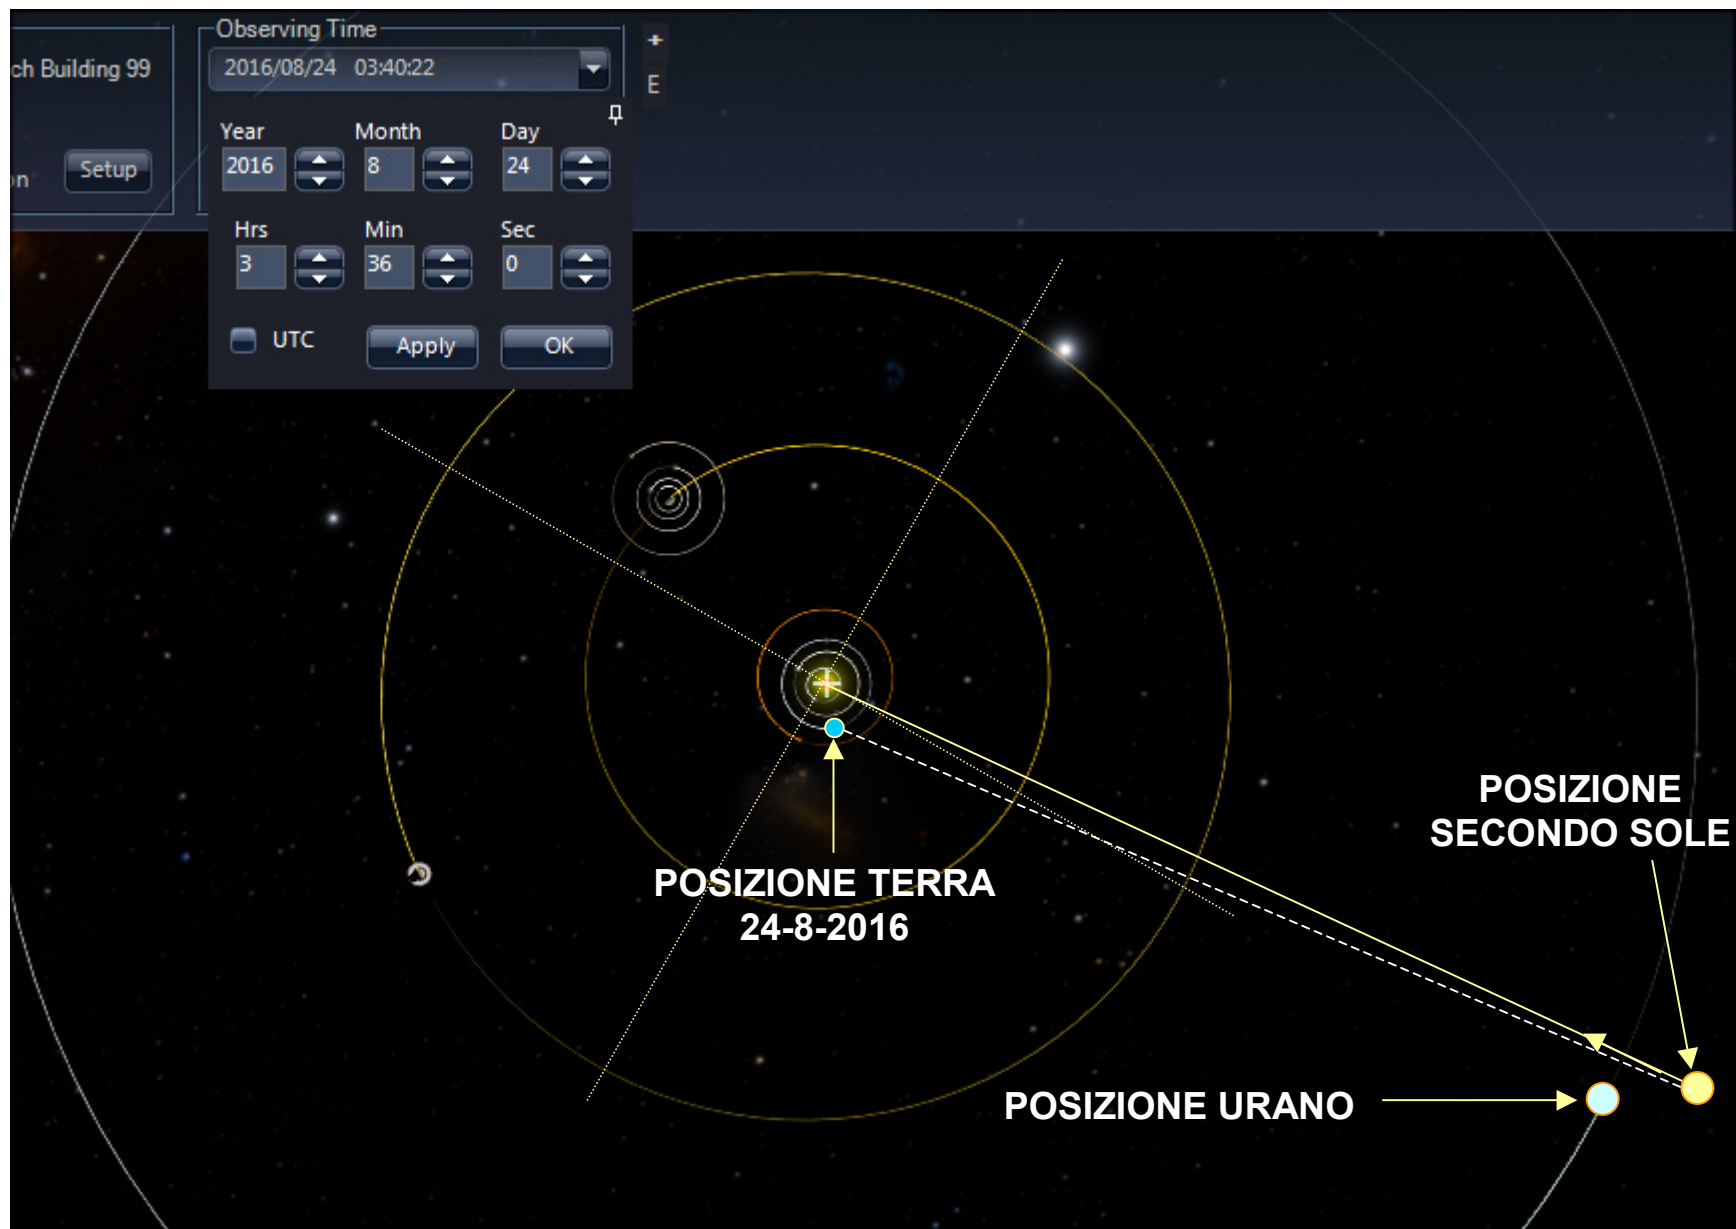 Observing Time
ch Building 99
2016/08/24 03:40:22
+
E
Year Month Day
2016 8 24
n Setup
Hrs Min Sec
3 36 0
UTC Apply OK
POSIZIONE
SECONDO SOLE
POSIZIONE TERRA
24-8-2016
POSIZIONE URANO